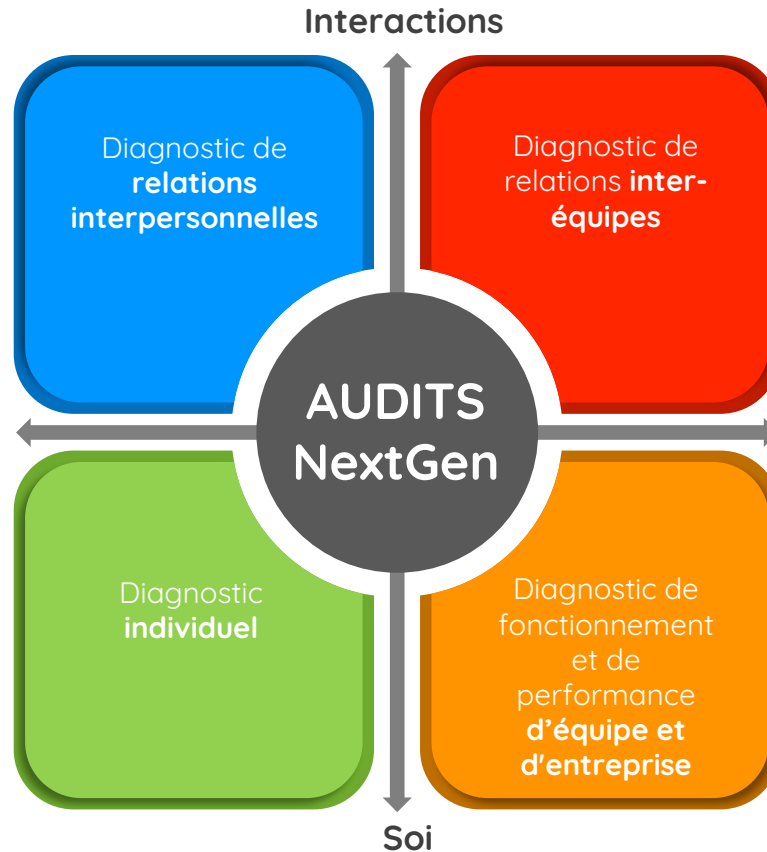 Interactions
Diagnostic de
relations
interpersonnelles
Diagnostic de
relations inter-
équipes
AUDITS
NextGen
Diagnostic
individuel
Diagnostic de
fonctionnement
et de
performance
d’équipe et
d'entreprise
Soi